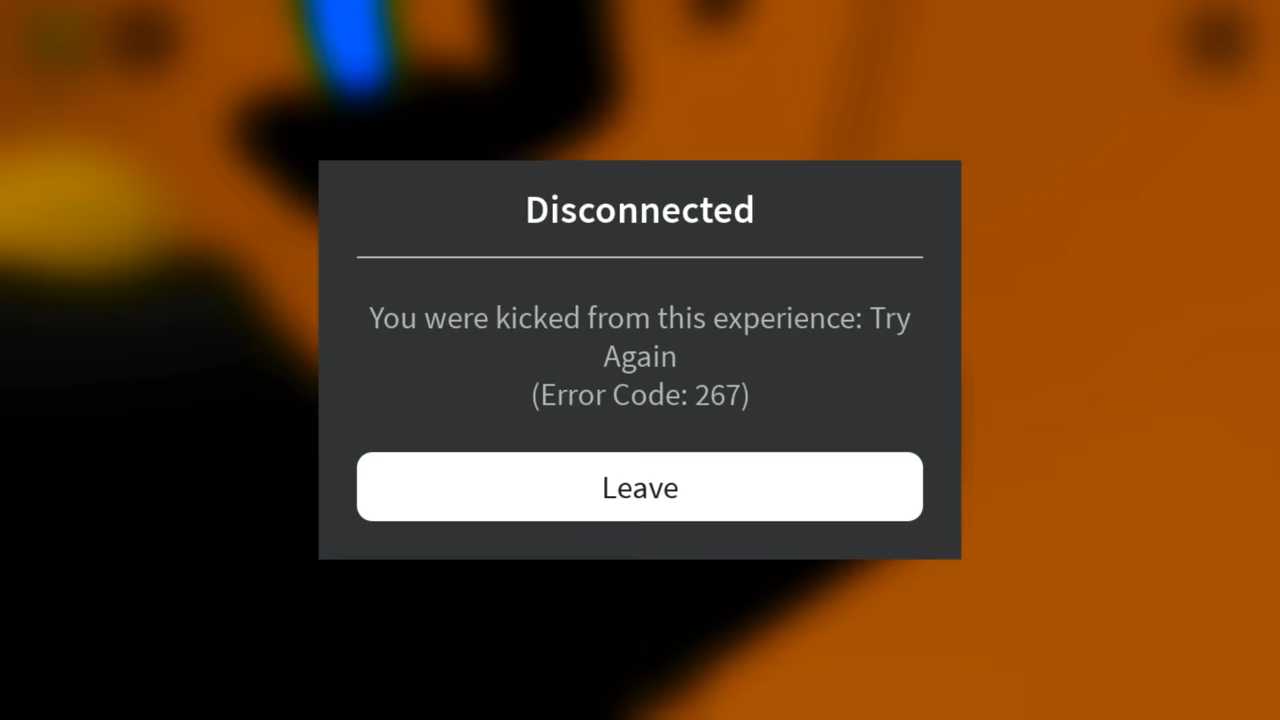 Disconnected
You were kicked from this experience: Try
Again
(Error Code: 267)
Leave